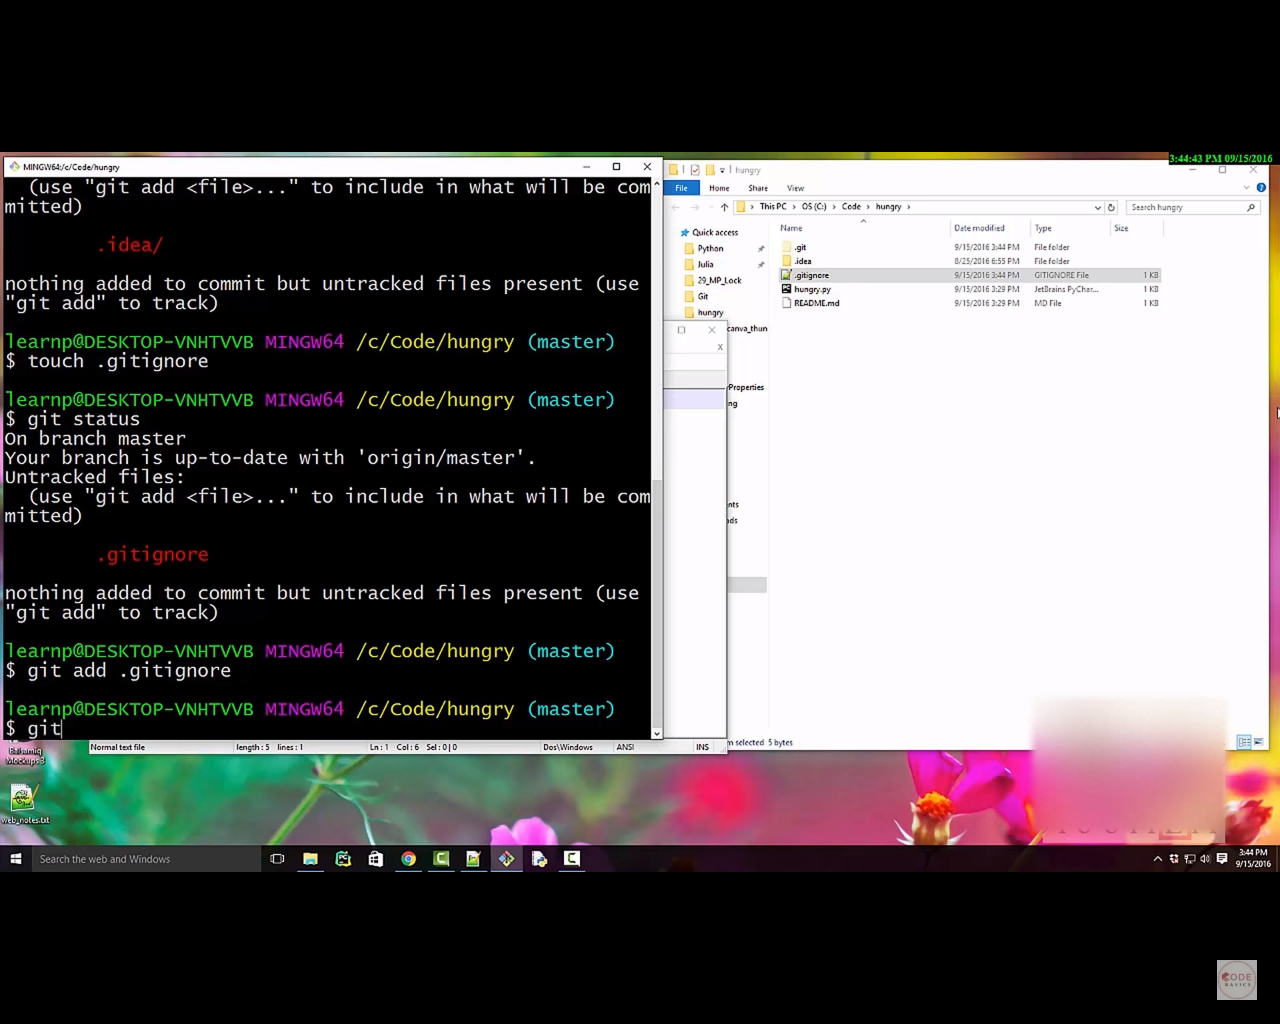 3:44:43 PM 09/15/2016
MINGW64:/c/Code/hungry
(use "git add <file>..." to include in what will be com
mitted)
.idea/
nothing added to commit but untracked files present (use
"git add" to track)
learnp@DESKTOP-VNHTVVB MINGW64 /c/Code/hungry (master)
$ touch .gitignore
learnp@DESKTOP-VNHTVVB MINGW64 /c/Code/hungry (master)
$ git status
On branch master
Your branch is up-to-date with 'origin/master'.
Untracked files:
(use "git add <file>..." to include in what will be com
mitted)
.gitignore
nothing added to commit but untracked files present (use
"git add" to track)
learnp@DESKTOP-VNHTVVB MINGW64 /c/Code/hungry (master)
$ git add .gitignore
learnp@DESKTOP-VNHTVVB MINGW64 /c/Code/hungry (master)
$ git
hungry
File Home Share View
This PC > OS (C:) > Code > hungry >
Search hungry
Quick access
Python
Julia
29_MP_Lock
Git
hungry
canva_thun
Properties
ng
nts
ds
Name Date modified Type Size
.git 9/15/2016 3:44 PM File folder
.idea 8/25/2016 6:55 PM File folder
.gitignore 9/15/2016 3:44 PM GITIGNORE File 1 KB
hungry.py 9/15/2016 3:29 PM JetBrains PyChar... 1 KB
README.md 9/15/2016 3:29 PM MD File 1 KB
m selected 5 bytes
Normal text file length : 5 lines : 1 Ln : 1 Col : 6 Sel : 0 | 0 Dos\Windows ANSI INS
Balsamiq
Mockups 3
web_notes.txt
Search the web and Windows
3:44 PM
9/15/2016
CODE
BASICS